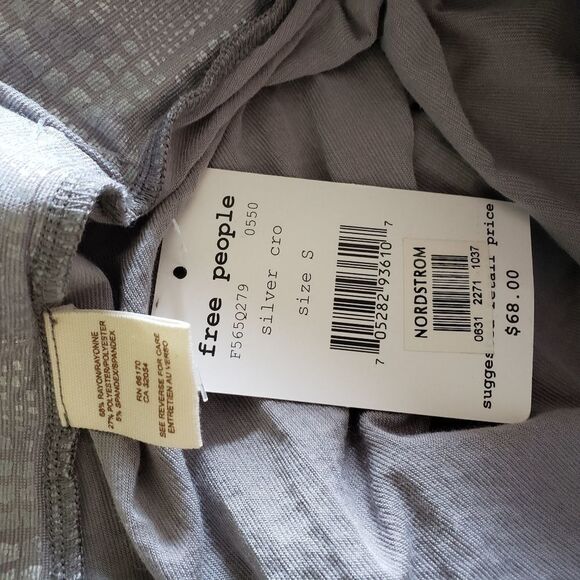 free people
F565Q279 0550
silver cro
size S
7 05282 93610 7
NORDSTROM
0631 2271 1037
suggested retail price
$68.00
68% RAYON/RAYONNE
27% POLYESTER/POLYESTER
5% SPANDEX/SPANDEX
RN 66170
CA 32054
SEE REVERSE FOR CARE
ENTRETIEN AU VERSO